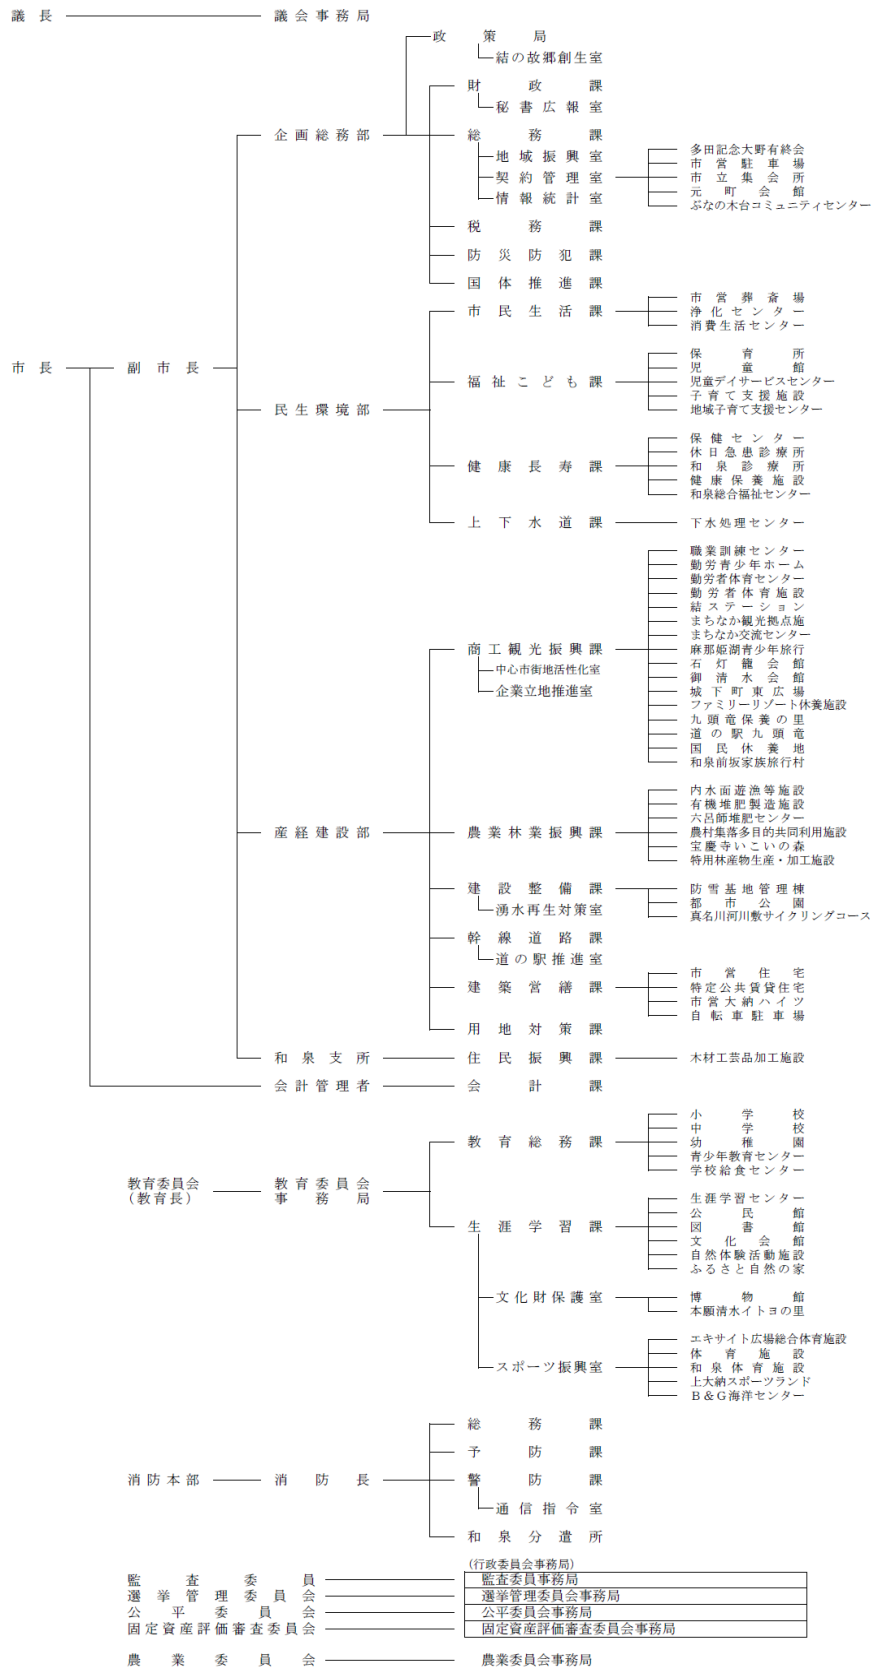 議長 議会事務局
政策局
結の故郷創生室
財政課
秘書広報室
企画総務部 総務課
多田記念大野有終会
地域振興室
市営駐車場
契約管理室 市立集会所
元町会館
情報統計室
ぶなの木台コミュニティセンター
税務課
防災防犯課
国体推進課
市営葬斎場
市民生活課 浄化センター
消費生活センター
保育所
市長 副市長
児童館
福祉こども課 児童デイサービスセンター
子育て支援施設
民生環境部 地域子育て支援センター
保健センター
休日急患診療所
健康長寿課 和泉診療所
健康保養施設
和泉総合福祉センター
上下水道課 下水処理センター
職業訓練センター
勤労青少年ホーム
勤労者体育センター
勤労者体育施設
結ステーション
まちなか観光拠点施
まちなか交流センター
商工観光振興課 麻那姫湖青少年旅行
石灯籠会館
中心市街地活性化室
御清水会館
企業立地推進室 城下町東広場
ファミリーリゾート休養施設
九頭竜保養の里
道の駅九頭竜
国民休養地
和泉前坂家族旅行村
内水面遊漁等施設
有機堆肥製造施設
六呂師堆肥センター
産経建設部 農業林業振興課 農村集落多目的共同利用施設
宝慶寺いこいの森
特用林産物生産・加工施設
建設整備課 防雪基地管理棟
都市公園
湧水再生対策室
真名川河川敷サイクリングコース
幹線道路課
道の駅推進室
市営住宅
建築営繕課 特定公共賃貸住宅
市営大納ハイツ
自転車駐車場
用地対策課
和泉支所 住民振興課 木材工芸品加工施設
会計管理者 会計課
小学校
中学校
教育総務課 幼稚園
青少年教育センター
学校給食センター
教育委員会 教育委員会
(教育長) 事務局
生涯学習センター
公民館
生涯学習課 図書館
文化会館
自然体験活動施設
ふるさと自然の家
文化財保護室 博物館
本願清水イトヨの里
エキサイト広場総合体育施設
体育施設
スポーツ振興室 和泉体育施設
上大納スポーツランド
B&G海洋センター
総務課
予防課
消防本部 消防長 警防課
通信指令室
和泉分遣所
(行政委員会事務局)
監査委員 監査委員事務局
選挙管理委員会 選挙管理委員会事務局
公平委員会 公平委員会事務局
固定資産評価審査委員会 固定資産評価審査委員会事務局
農業委員会 農業委員会事務局